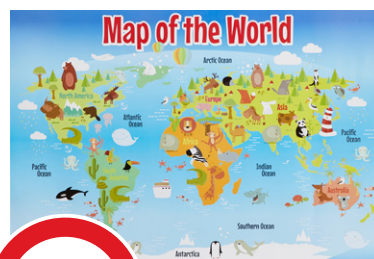 Map of the World
Arctic Ocean
North America
Europe
Asia
Atlantic
Ocean
Pacific
Ocean
Pacific
Ocean
Indian
Ocean
Australia
Southern Ocean
Antarctica